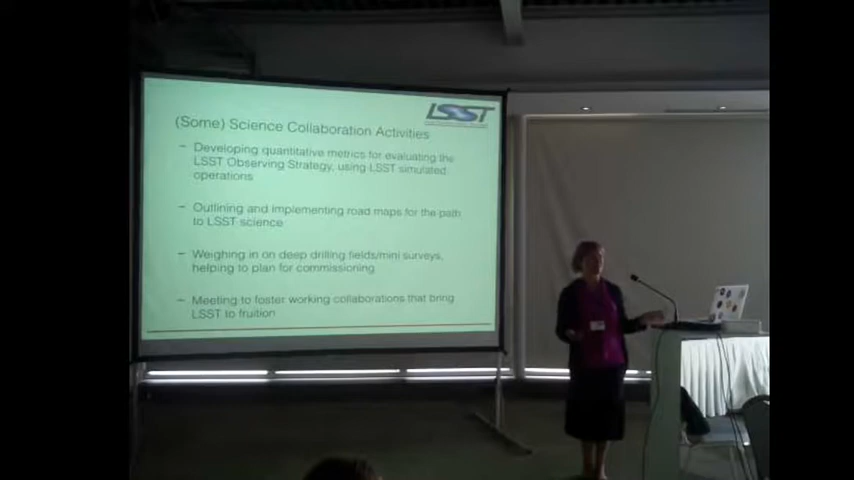 LSST
(Some) Science Collaboration Activities
– Developing quantitative metrics for evaluating the
LSST Observing Strategy, using LSST simulated
operations
– Outlining and implementing road maps for the path
to LSST science
– Weighing in on deep drilling fields/mini surveys,
helping to plan for commissioning
– Meeting to foster working collaborations that bring
LSST to fruition